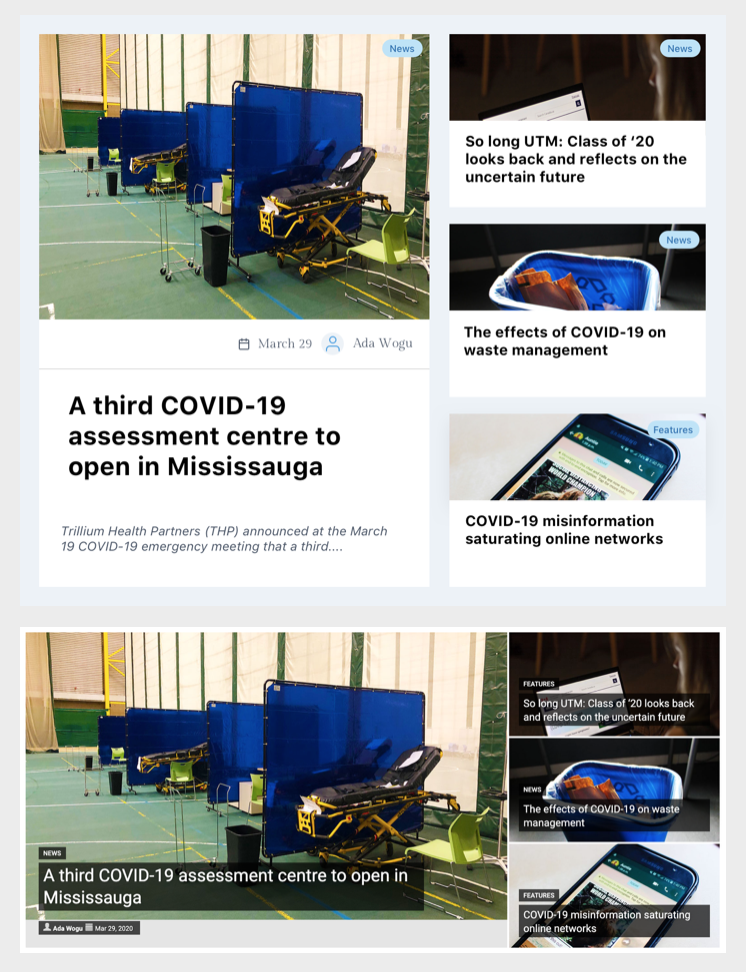 News
March 29 Ada Wogu
A third COVID-19
assessment centre to
open in Mississauga
Trillium Health Partners (THP) announced at the March
19 COVID-19 emergency meeting that a third....
News
So long UTM: Class of ‘20
looks back and reflects on the
uncertain future
News
The effects of COVID-19 on
waste management
Features
COVID-19 misinformation
saturating online networks
NEWS
A third COVID-19 assessment centre to open in
Mississauga
Ada Wogu Mar 29, 2020
FEATURES
So long UTM: Class of ‘20 looks back
and reflects on the uncertain future
NEWS
The effects of COVID-19 on waste
management
FEATURES
COVID-19 misinformation saturating
online networks